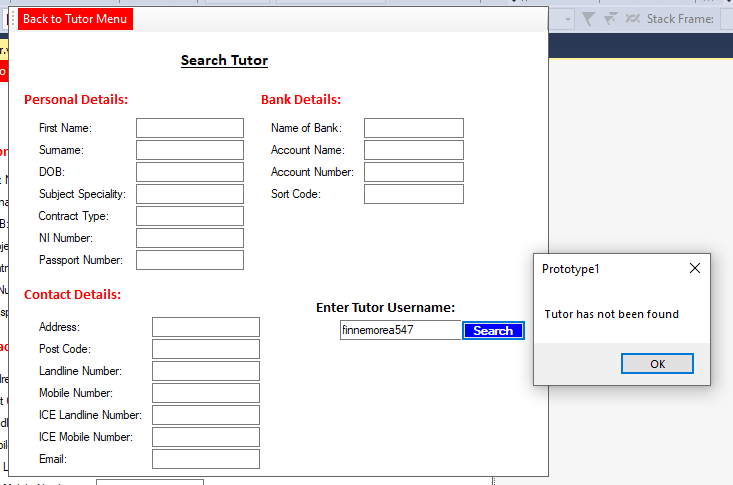 Back to Tutor Menu
Stack Frame:
Search Tutor
Personal Details:
First Name:
Surname:
DOB:
Subject Speciality:
Contract Type:
NI Number:
Passport Number:
Bank Details:
Name of Bank:
Account Name:
Account Number:
Sort Code:
Contact Details:
Address:
Post Code:
Landline Number:
Mobile Number:
ICE Landline Number:
ICE Mobile Number:
Email:
Enter Tutor Username:
finnemorea547
Search
Prototype1
Tutor has not been found
OK